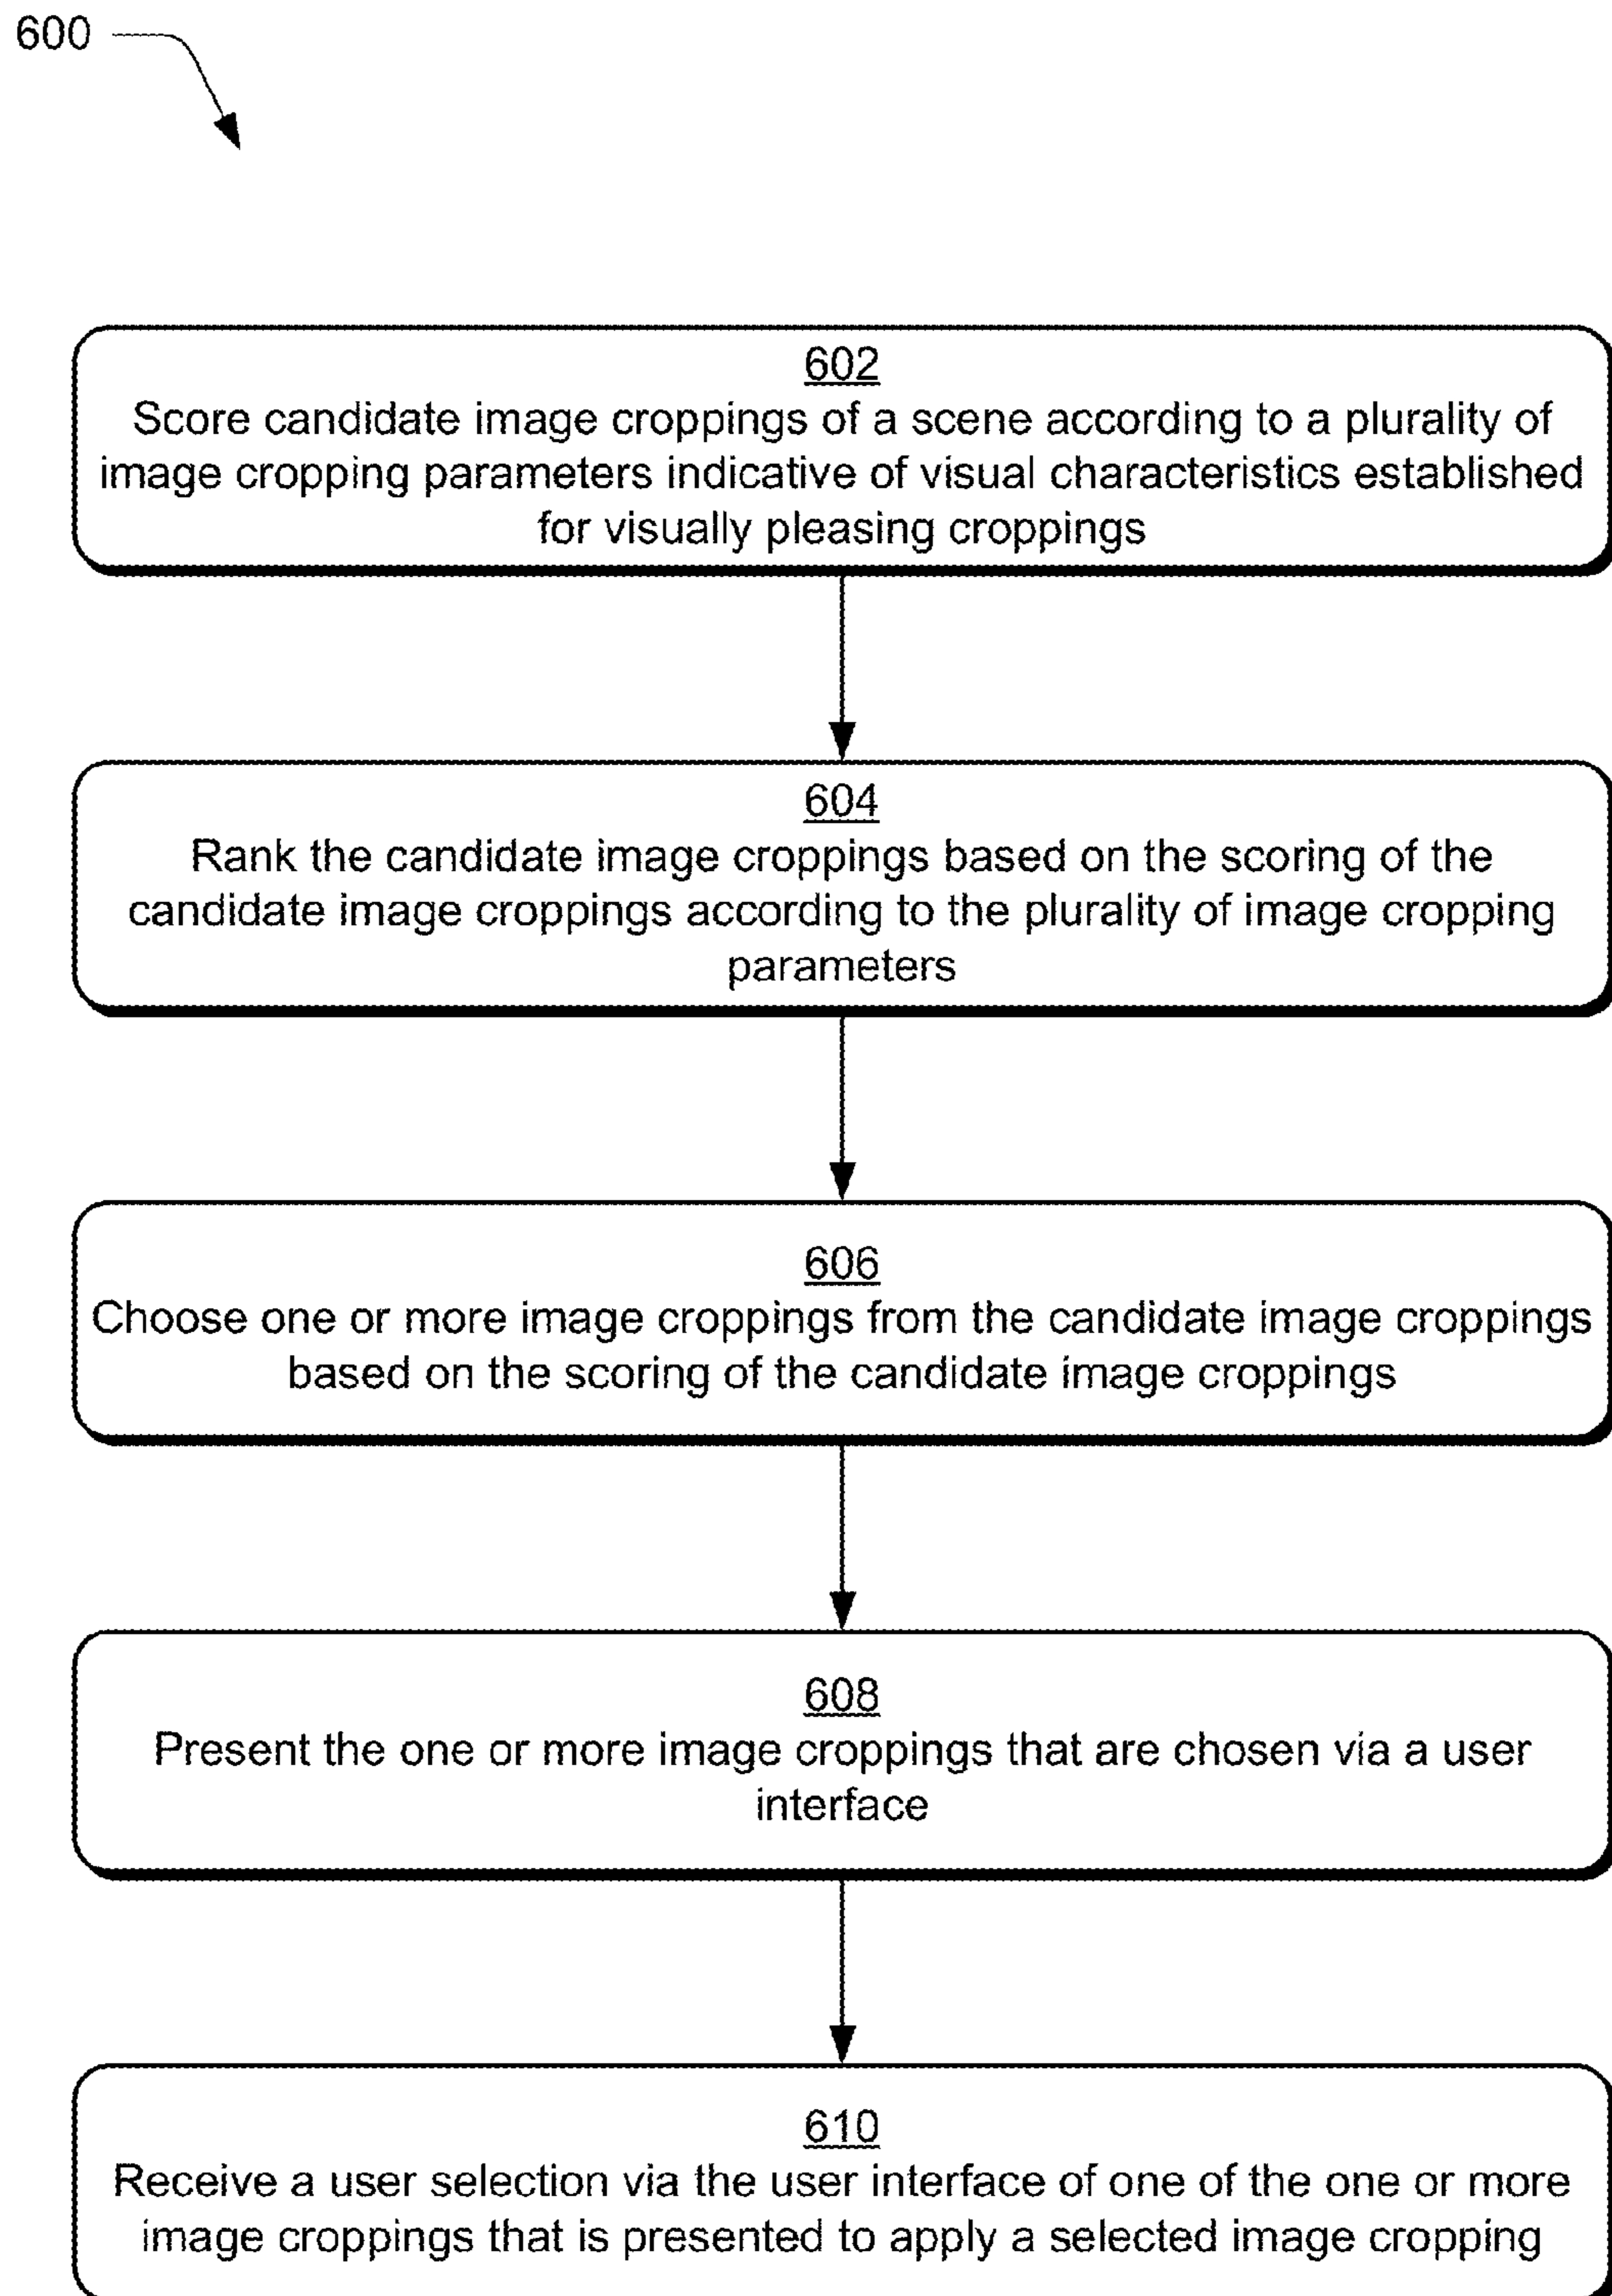 600
602
Score candidate image croppings of a scene according to a plurality of
image cropping parameters indicative of visual characteristics established
for visually pleasing croppings
604
Rank the candidate image croppings based on the scoring of the
candidate image croppings according to the plurality of image cropping
parameters
606
Choose one or more image croppings from the candidate image croppings
based on the scoring of the candidate image croppings
608
Present the one or more image croppings that are chosen via a user
interface
610
Receive a user selection via the user interface of one of the one or more
image croppings that is presented to apply a selected image cropping